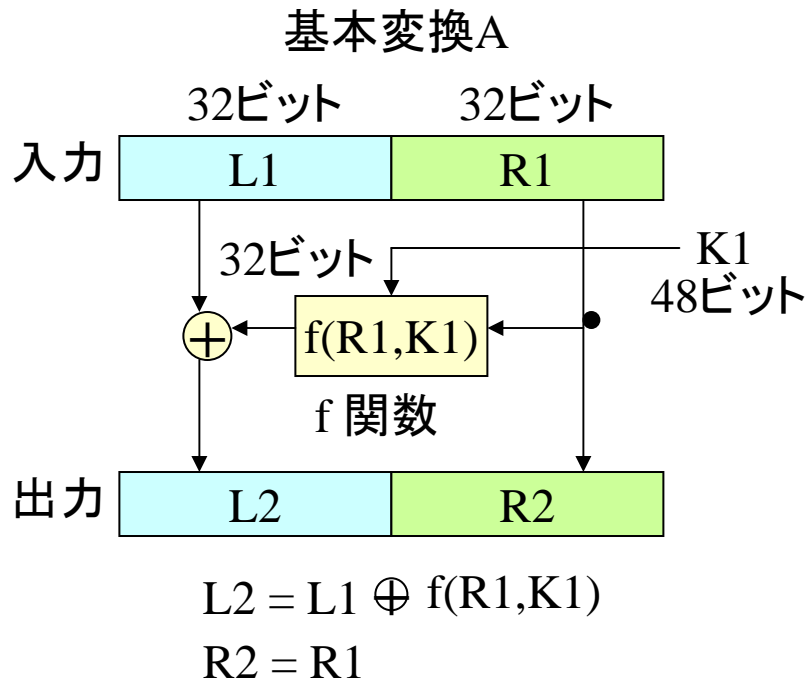 基本変換A
32ビット 32ビット
入力 L1 R1
32ビット K1
48ビット
⊕ f(R1,K1)
f 関数
出力 L2 R2
L2 = L1 ⊕ f(R1,K1)
R2 = R1